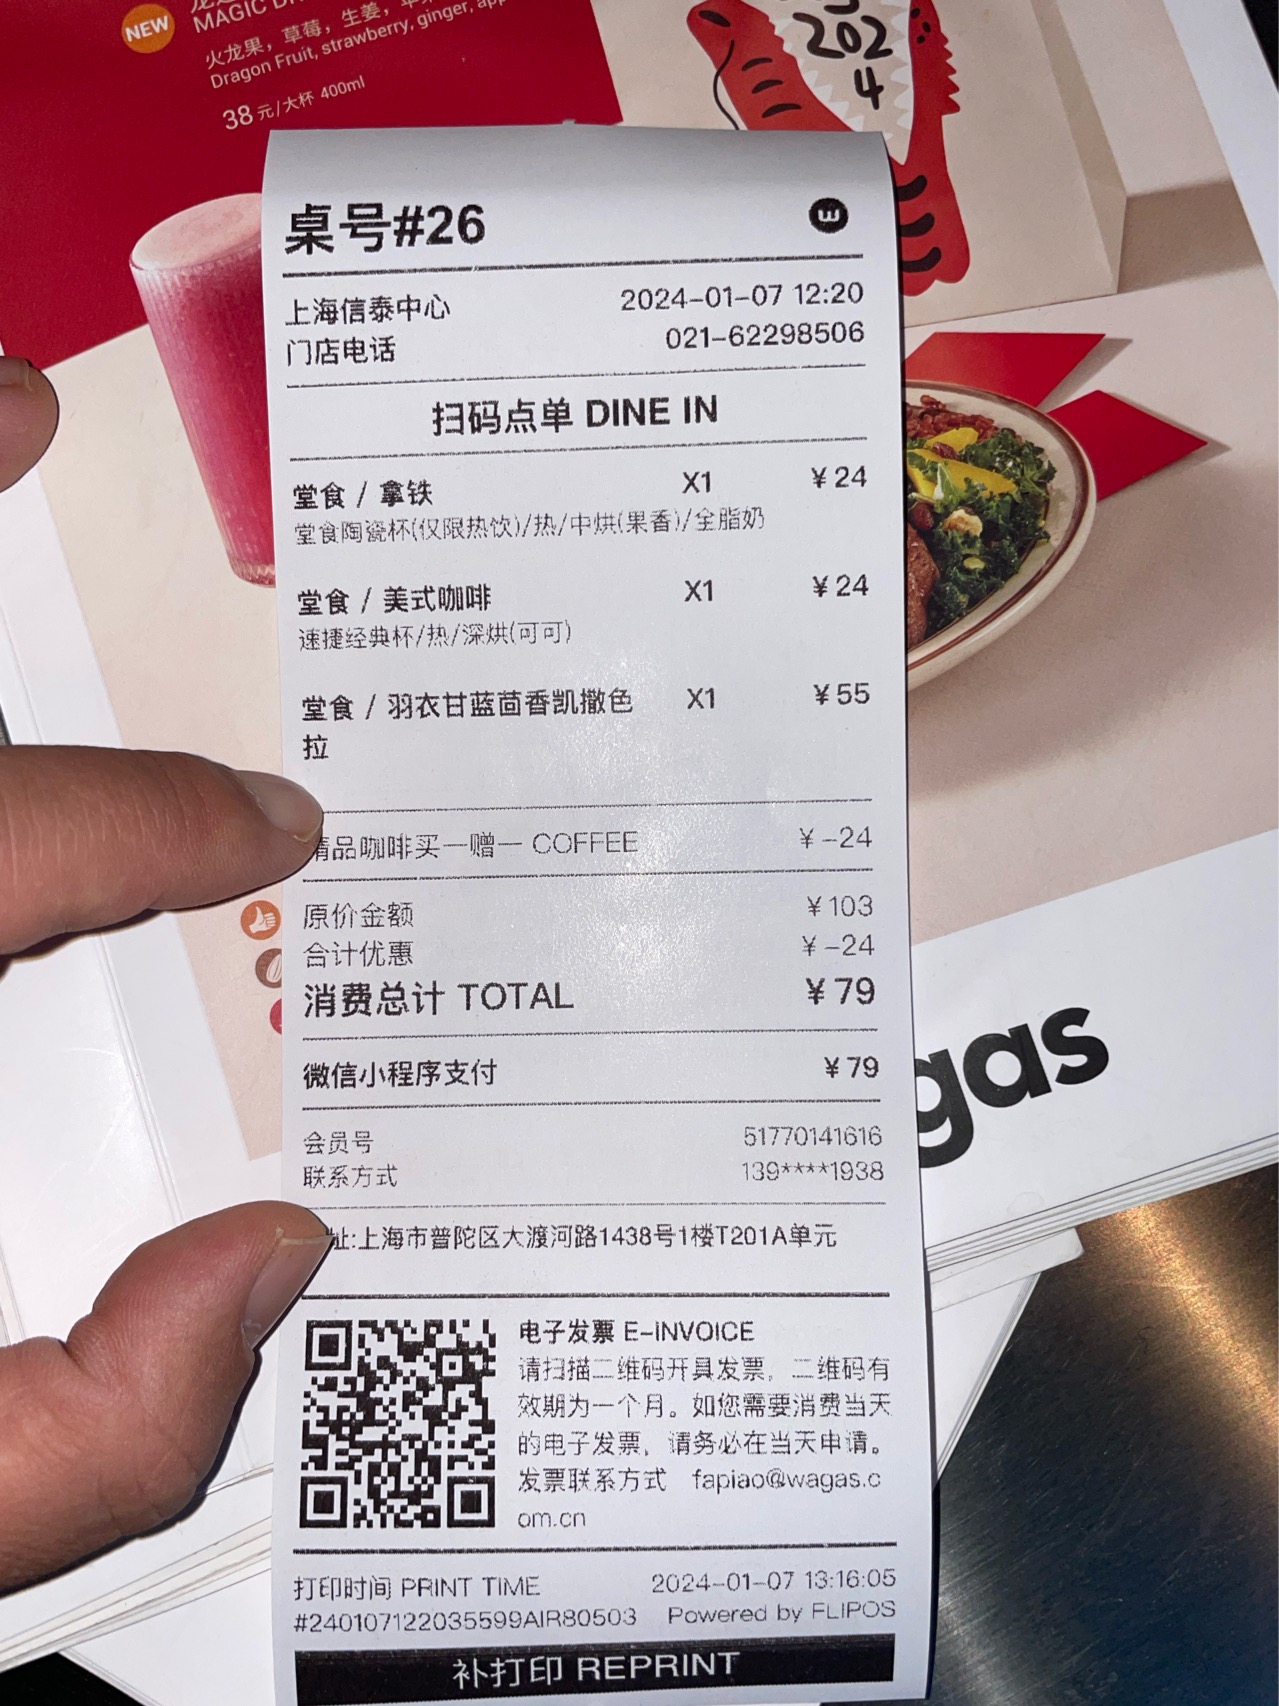 NEW
MAGIC
火龙果，草莓，生姜，
Dragon Fruit, strawberry, ginger,
38 元/大杯 400ml
202
4
桌号#26
上海信泰中心 2024-01-07 12:20
门店电话 021-62298506
扫码点单 DINE IN
堂食 / 拿铁 X1 ¥24
堂食陶瓷杯(仅限热饮)/热/中烘(果香)/全脂奶
堂食 / 美式咖啡 X1 ¥24
速捷经典杯/热/深烘(可可)
堂食 / 羽衣甘蓝茴香凯撒色 X1 ¥55
拉
品咖啡买一赠一 COFFEE ¥-24
原价金额 ¥103
合计优惠 ¥-24
消费总计 TOTAL ¥79
微信小程序支付 ¥79
会员号 51770141616
联系方式 139****1938
址:上海市普陀区大渡河路1438号1楼T201A单元
电子发票 E-INVOICE
请扫描二维码开具发票，二维码有
效期为一个月。如您需要消费当天
的电子发票，请务必在当天申请。
发票联系方式 fapiao@wagas.c
om.cn
打印时间 PRINT TIME 2024-01-07 13:16:05
#240107122035599AIR80503 Powered by FLIPOS
补打印 REPRINT
gas